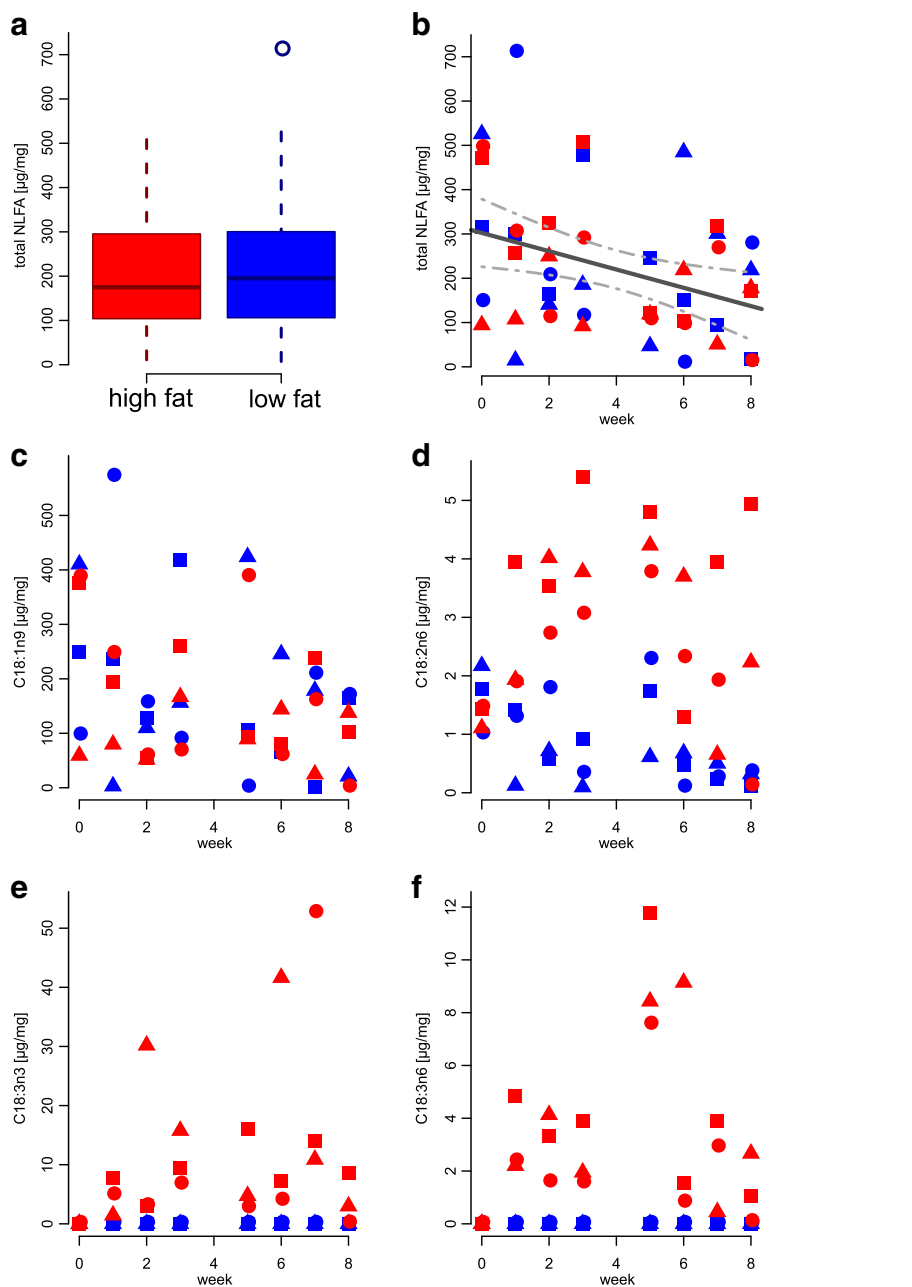 a
total NLFA [µg/mg]
700
600
500
400
300
200
100
0
high fat low fat
b
total NLFA [µg/mg]
700
600
500
400
300
200
100
0
0 2 4 6 8
week
c
C18:1n9 [µg/mg]
500
400
300
200
100
0
0 2 4 6 8
week
d
C18:2n6 [µg/mg]
5
4
3
2
1
0
0 2 4 6 8
week
e
C18:3n3 [µg/mg]
50
40
30
20
10
0
0 2 4 6 8
week
f
C18:3n6 [µg/mg]
12
10
8
6
4
2
0
0 2 4 6 8
week